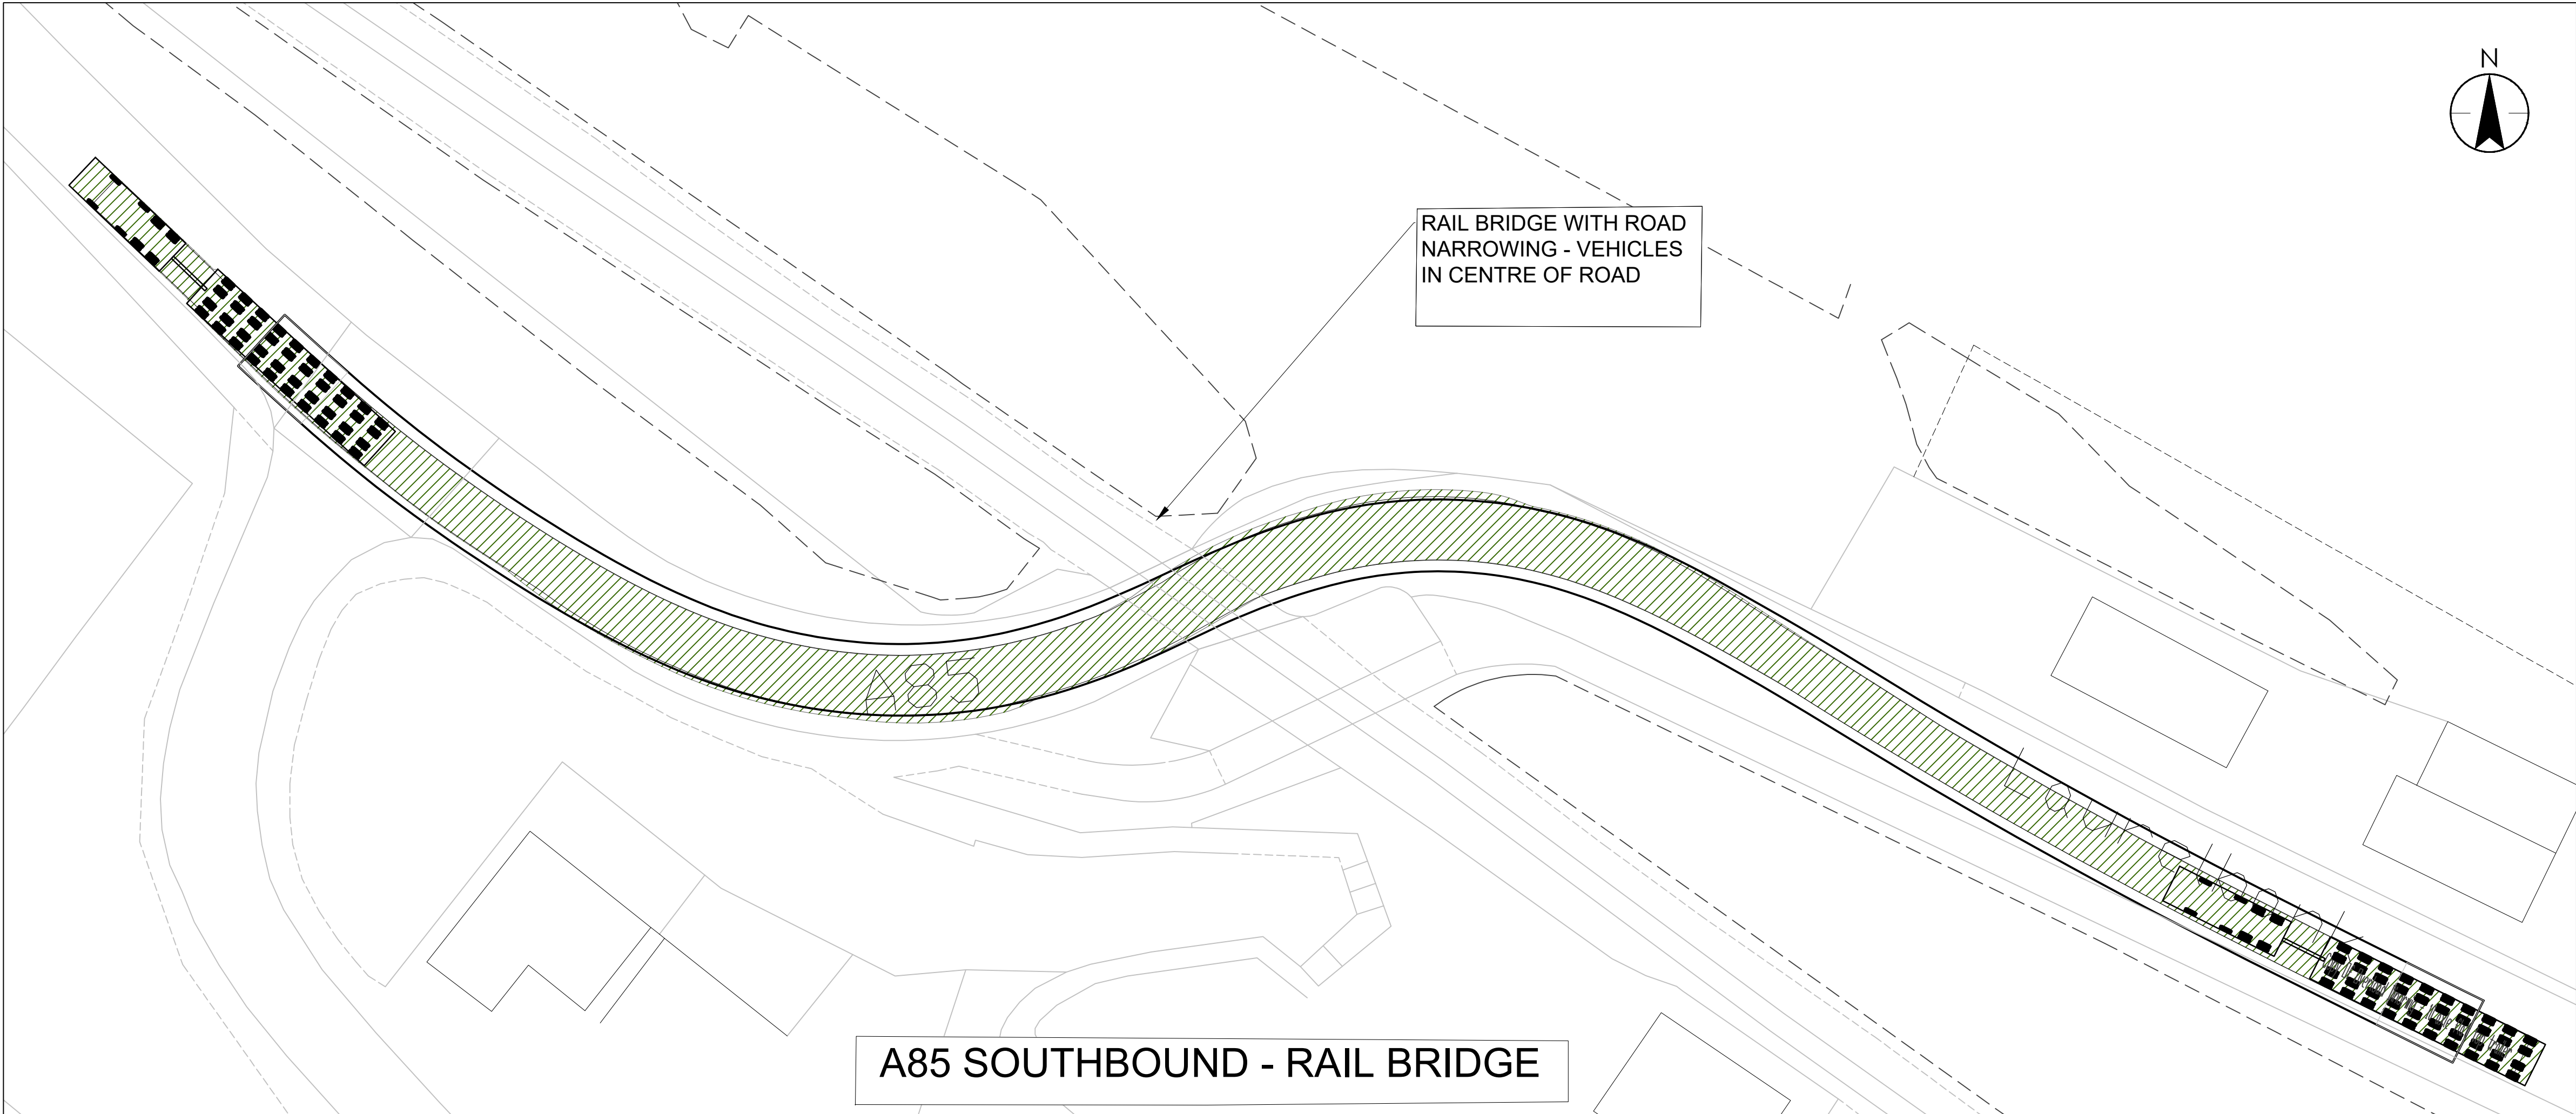 N
RAIL BRIDGE WITH ROAD
NARROWING - VEHICLES
IN CENTRE OF ROAD
A85
A85 SOUTHBOUND - RAIL BRIDGE